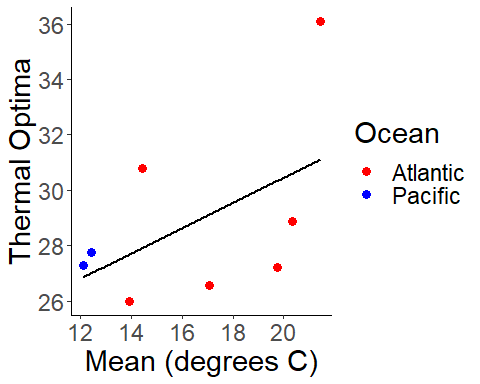 36
34
32
30
28
26
Thermal Optima
12 14 16 18 20
Mean (degrees C)
Ocean
Atlantic
Pacific